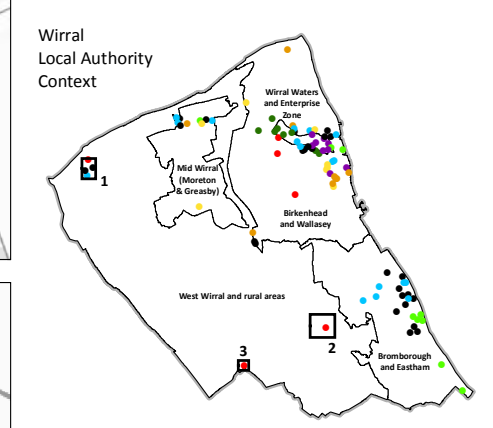 Wirral
Local Authority
Context
Wirral Waters
and Enterprise
Zone
1
Mid Wirral
(Moreton
& Greasby)
Birkenhead
and Wallasey
West Wirral and rural areas
2
3
Bromborough
and Eastham